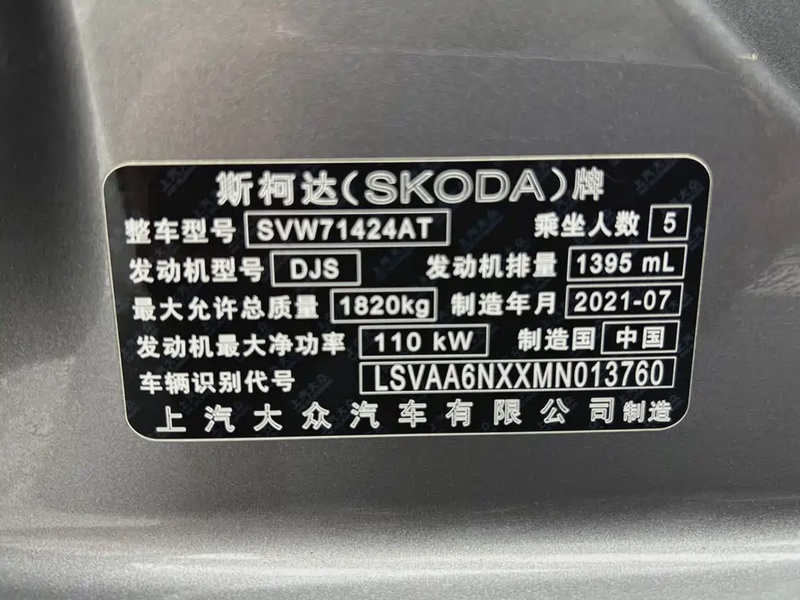 斯柯达(SKODA)牌
整车型号 SVW71424AT 乘坐人数 5
发动机型号 DJS 发动机排量 1395 mL
最大允许总质量 1820kg 制造年月 2021-07
发动机最大净功率 110 kW 制造国 中国
车辆识别代号 LSVAA6NXXMN013760
上汽大众汽车有限公司制造